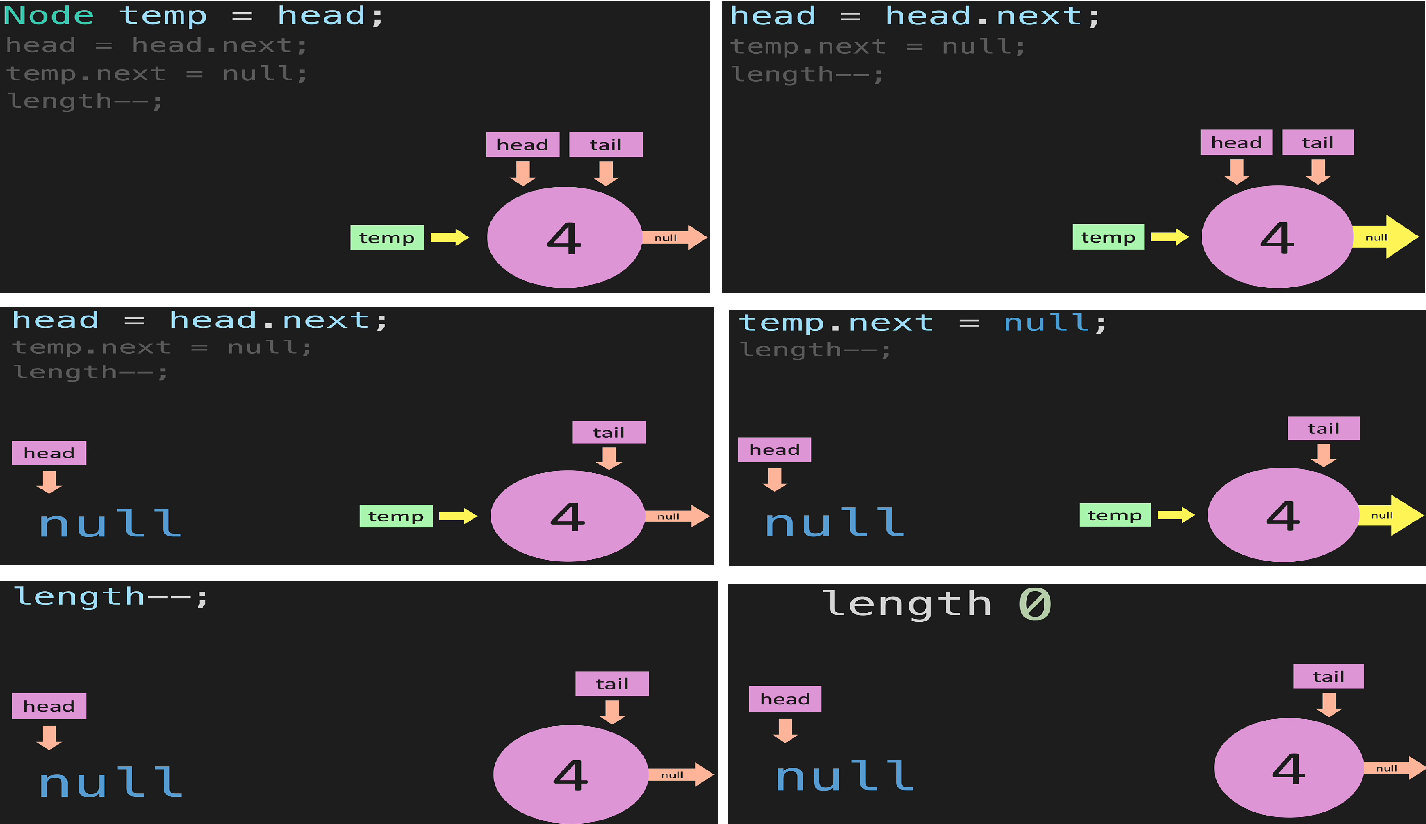 Node temp = head;
head = head.next;
temp.next = null;
length--;
head tail
temp 4 null
head = head.next;
temp.next = null;
length--;
head tail
temp 4 null
head = head.next;
temp.next = null;
length--;
tail
head
temp 4 null
null
temp.next = null;
length--;
tail
head
temp 4 null
null
length--;
tail
head
null 4 null
length 0
tail
head
null 4 null